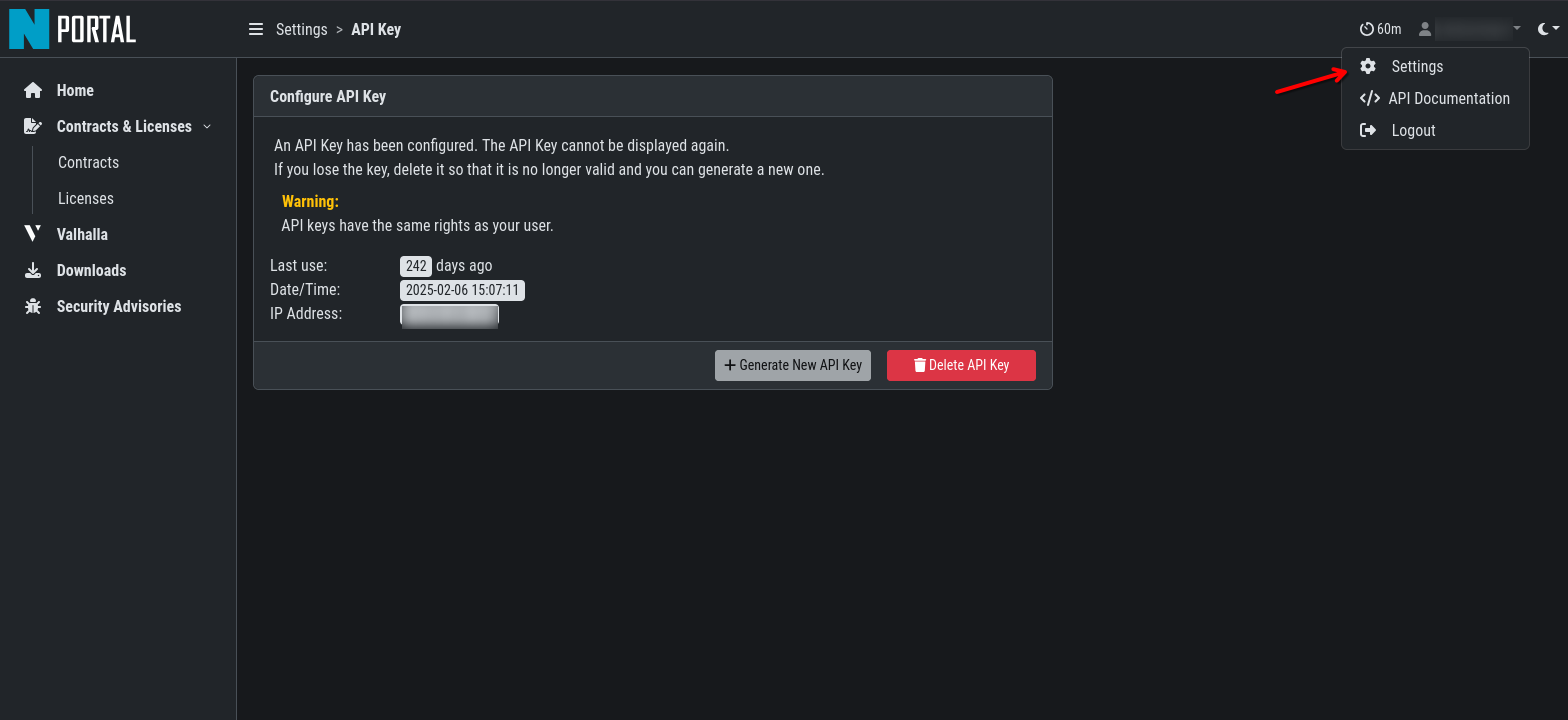 N PORTAL
Settings > API Key
60m
Settings
API Documentation
Logout
Home
Contracts & Licenses
Contracts
Licenses
Valhalla
Downloads
Security Advisories
Configure API Key
An API Key has been configured. The API Key cannot be displayed again.
If you lose the key, delete it so that it is no longer valid and you can generate a new one.
Warning:
API keys have the same rights as your user.
Last use: 242 days ago
Date/Time: 2025-02-06 15:07:11
IP Address:
Generate New API Key
Delete API Key